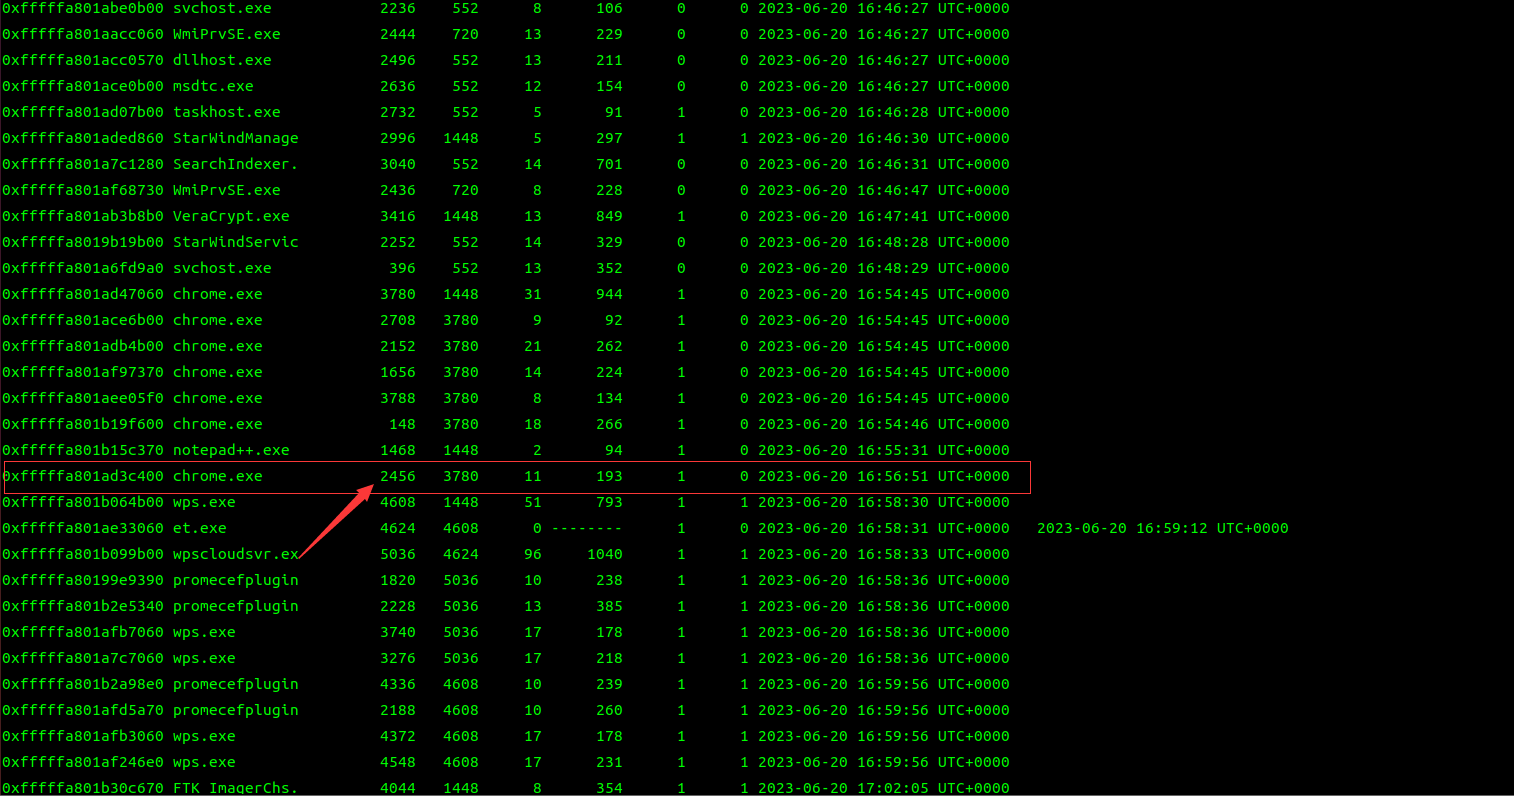 0xfffffa801abe0b00 svchost.exe 2236 552 8 106 0 0 2023-06-20 16:46:27 UTC+0000
0xfffffa801aacc060 WmiPrvSE.exe 2444 720 13 229 0 0 2023-06-20 16:46:27 UTC+0000
0xfffffa801acc0570 dllhost.exe 2496 552 13 211 0 0 2023-06-20 16:46:27 UTC+0000
0xfffffa801ace0b00 msdtc.exe 2636 552 12 154 0 0 2023-06-20 16:46:27 UTC+0000
0xfffffa801ad07b00 taskhost.exe 2732 552 5 91 1 0 2023-06-20 16:46:28 UTC+0000
0xfffffa801aded860 StarWindManage 2996 1448 5 297 1 1 2023-06-20 16:46:30 UTC+0000
0xfffffa801a7c1280 SearchIndexer. 3040 552 14 701 0 0 2023-06-20 16:46:31 UTC+0000
0xfffffa801af68730 WmiPrvSE.exe 2436 720 8 228 0 0 2023-06-20 16:46:47 UTC+0000
0xfffffa801ab3b8b0 VeraCrypt.exe 3416 1448 13 849 1 0 2023-06-20 16:47:41 UTC+0000
0xfffffa8019b19b00 StarWindServic 2252 552 14 329 0 0 2023-06-20 16:48:28 UTC+0000
0xfffffa801a6fd9a0 svchost.exe 396 552 13 352 0 0 2023-06-20 16:48:29 UTC+0000
0xfffffa801ad47060 chrome.exe 3780 1448 31 944 1 0 2023-06-20 16:54:45 UTC+0000
0xfffffa801ace6b00 chrome.exe 2708 3780 9 92 1 0 2023-06-20 16:54:45 UTC+0000
0xfffffa801adb4b00 chrome.exe 2152 3780 21 262 1 0 2023-06-20 16:54:45 UTC+0000
0xfffffa801af97370 chrome.exe 1656 3780 14 224 1 0 2023-06-20 16:54:45 UTC+0000
0xfffffa801aee05f0 chrome.exe 3788 3780 8 134 1 0 2023-06-20 16:54:45 UTC+0000
0xfffffa801b19f600 chrome.exe 148 3780 18 266 1 0 2023-06-20 16:54:46 UTC+0000
0xfffffa801b15c370 notepad++.exe 1468 1448 2 94 1 0 2023-06-20 16:55:31 UTC+0000
0xfffffa801ad3c400 chrome.exe 2456 3780 11 193 1 0 2023-06-20 16:56:51 UTC+0000
0xfffffa801b064b00 wps.exe 4608 1448 51 793 1 1 2023-06-20 16:58:30 UTC+0000
0xfffffa801ae33060 et.exe 4624 4608 0 -------- 1 0 2023-06-20 16:58:31 UTC+0000 2023-06-20 16:59:12 UTC+0000
0xfffffa801b099b00 wpscloudsvr.ex 5036 4624 96 1040 1 1 2023-06-20 16:58:33 UTC+0000
0xfffffa80199e9390 promecefplugin 1820 5036 10 238 1 1 2023-06-20 16:58:36 UTC+0000
0xfffffa801b2e5340 promecefplugin 2228 5036 13 385 1 1 2023-06-20 16:58:36 UTC+0000
0xfffffa801afb7060 wps.exe 3740 5036 17 178 1 1 2023-06-20 16:58:36 UTC+0000
0xfffffa801a7c7060 wps.exe 3276 5036 17 218 1 1 2023-06-20 16:58:36 UTC+0000
0xfffffa801b2a98e0 promecefplugin 4336 4608 10 239 1 1 2023-06-20 16:59:56 UTC+0000
0xfffffa801afd5a70 promecefplugin 2188 4608 10 260 1 1 2023-06-20 16:59:56 UTC+0000
0xfffffa801afb3060 wps.exe 4372 4608 17 178 1 1 2023-06-20 16:59:56 UTC+0000
0xfffffa801af246e0 wps.exe 4548 4608 17 231 1 1 2023-06-20 16:59:56 UTC+0000
0xfffffa801b30c670 FTK ImagerChs. 4044 1448 8 354 1 1 2023-06-20 17:02:05 UTC+0000